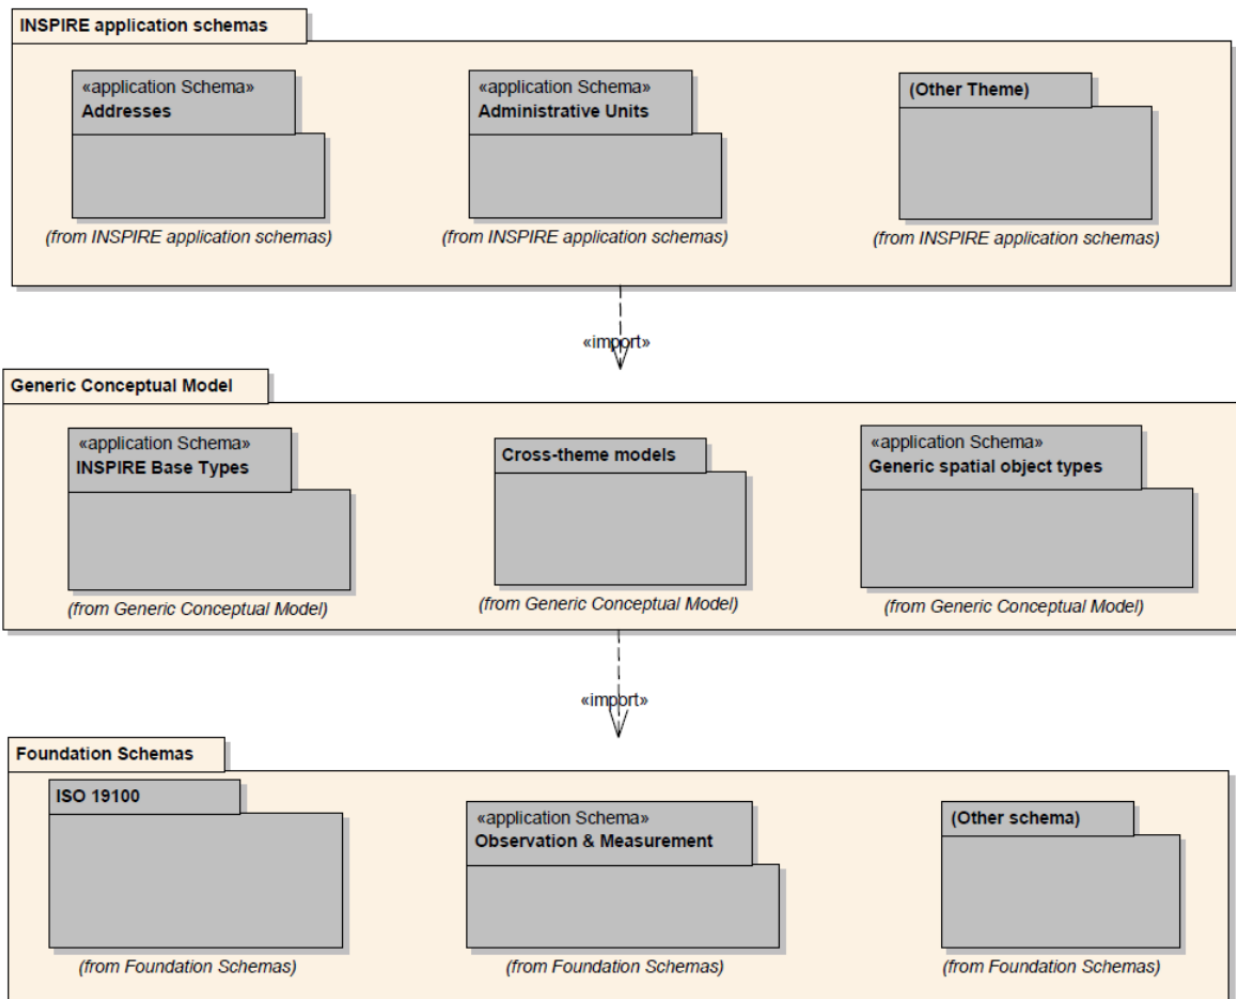 INSPIRE application schemas
«application Schema»
Addresses
«application Schema»
Administrative Units
(Other Theme)
(from INSPIRE application schemas)
(from INSPIRE application schemas)
(from INSPIRE application schemas)
«import»
Generic Conceptual Model
«application Schema»
INSPIRE Base Types
Cross-theme models
«application Schema»
Generic spatial object types
(from Generic Conceptual Model)
(from Generic Conceptual Model)
(from Generic Conceptual Model)
«import»
Foundation Schemas
ISO 19100
«application Schema»
Observation & Measurement
(Other schema)
(from Foundation Schemas)
(from Foundation Schemas)
(from Foundation Schemas)